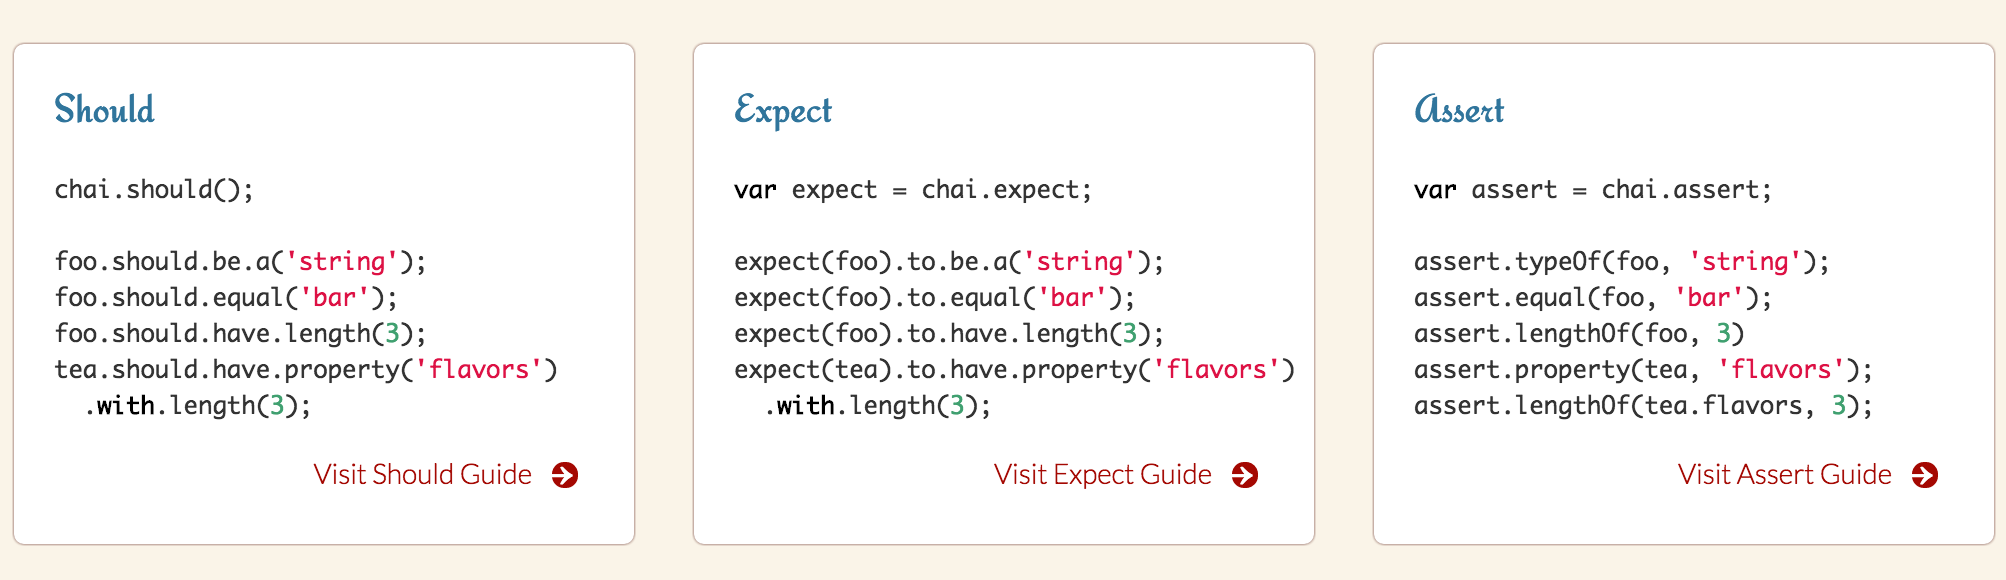 Should
chai.should();
foo.should.be.a('string');
foo.should.equal('bar');
foo.should.have.length(3);
tea.should.have.property('flavors')
  .with.length(3);
Visit Should Guide
Expect
var expect = chai.expect;
expect(foo).to.be.a('string');
expect(foo).to.equal('bar');
expect(foo).to.have.length(3);
expect(tea).to.have.property('flavors')
  .with.length(3);
Visit Expect Guide
Assert
var assert = chai.assert;
assert.typeOf(foo, 'string');
assert.equal(foo, 'bar');
assert.lengthOf(foo, 3)
assert.property(tea, 'flavors');
assert.lengthOf(tea.flavors, 3);
Visit Assert Guide